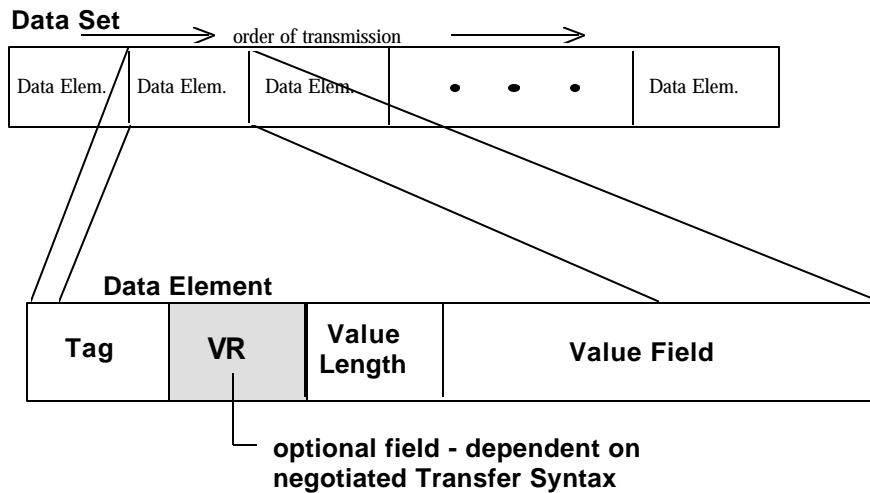 Data Set
order of transmission
Data Elem. Data Elem. Data Elem. • • • Data Elem.
Data Element
Tag VR Value Length Value Field
optional field - dependent on
negotiated Transfer Syntax